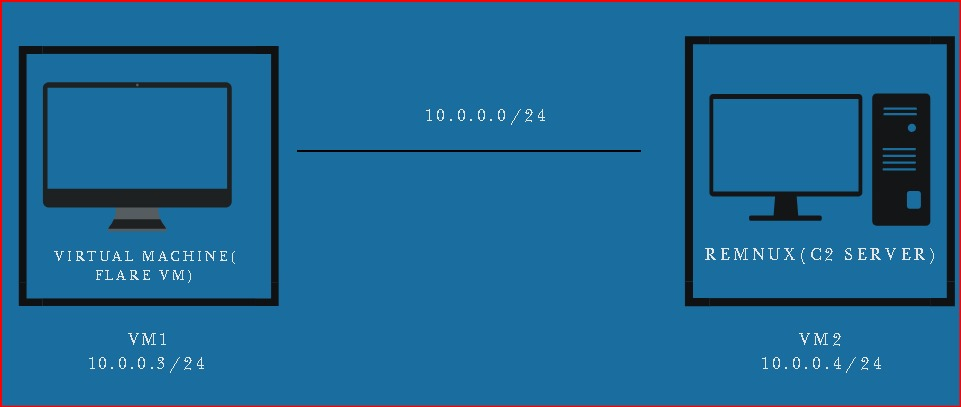 10.0.0.0/24
VIRTUAL MACHINE(
FLARE VM)
REMNUX(C2 SERVER)
VM1
10.0.0.3/24
VM2
10.0.0.4/24